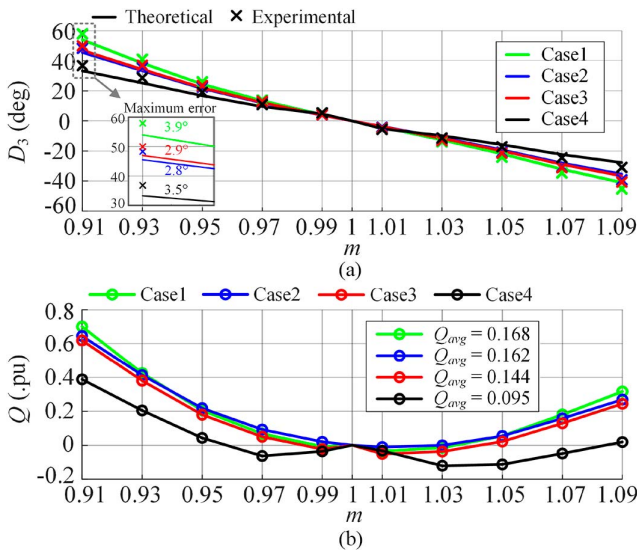 Theoretical × Experimental
60
40
20
0
-20
-40
-60
D3 (deg)
Case1
Case2
Case3
Case4
Maximum error
60
50
40
30
3.9°
2.9°
2.8°
3.5°
0.91 0.93 0.95 0.97 0.99 1 1.01 1.03 1.05 1.07 1.09
m
(a)
Case1 Case2 Case3 Case4
0.8
0.6
0.4
0.2
0
-0.2
Q (.pu)
Qavg = 0.168
Qavg = 0.162
Qavg = 0.144
Qavg = 0.095
0.91 0.93 0.95 0.97 0.99 1 1.01 1.03 1.05 1.07 1.09
m
(b)